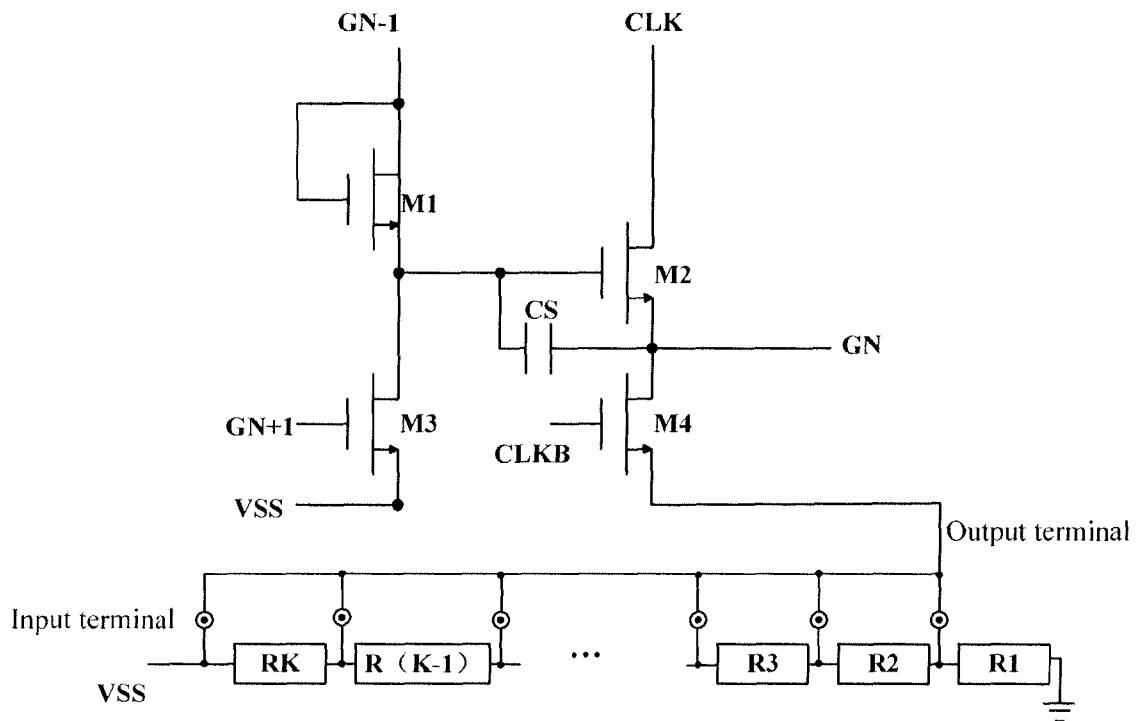 GN-1
CLK
M1
M2
CS
GN
GN+1
M3
CLKB
M4
VSS
Output terminal
Input terminal
RK
R（K-1）
...
R3
R2
R1
VSS